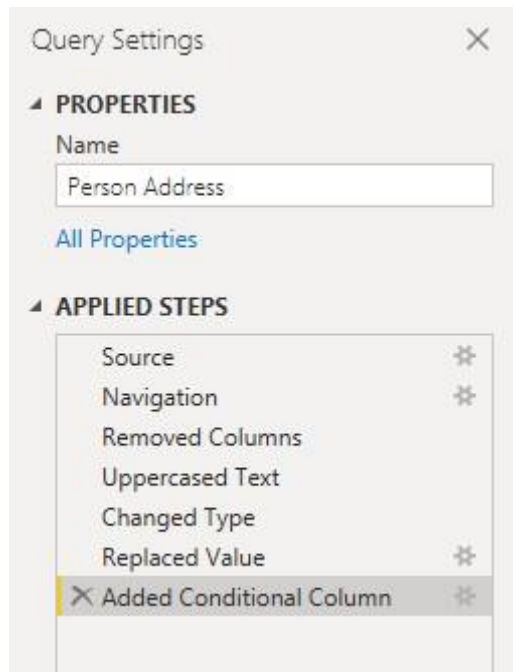 Query Settings
PROPERTIES
Name
Person Address
All Properties
APPLIED STEPS
Source
Navigation
Removed Columns
Uppercased Text
Changed Type
Replaced Value
Added Conditional Column